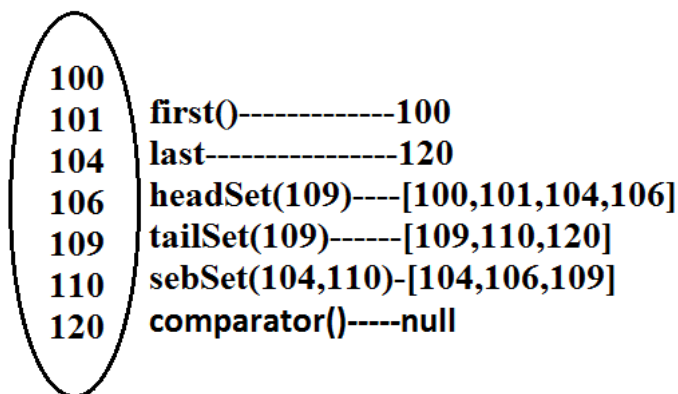 100
101
104
106
109
110
120
first()-------------100
last----------------120
headSet(109)----[100,101,104,106]
tailSet(109)------[109,110,120]
sebSet(104,110)-[104,106,109]
comparator()-----null